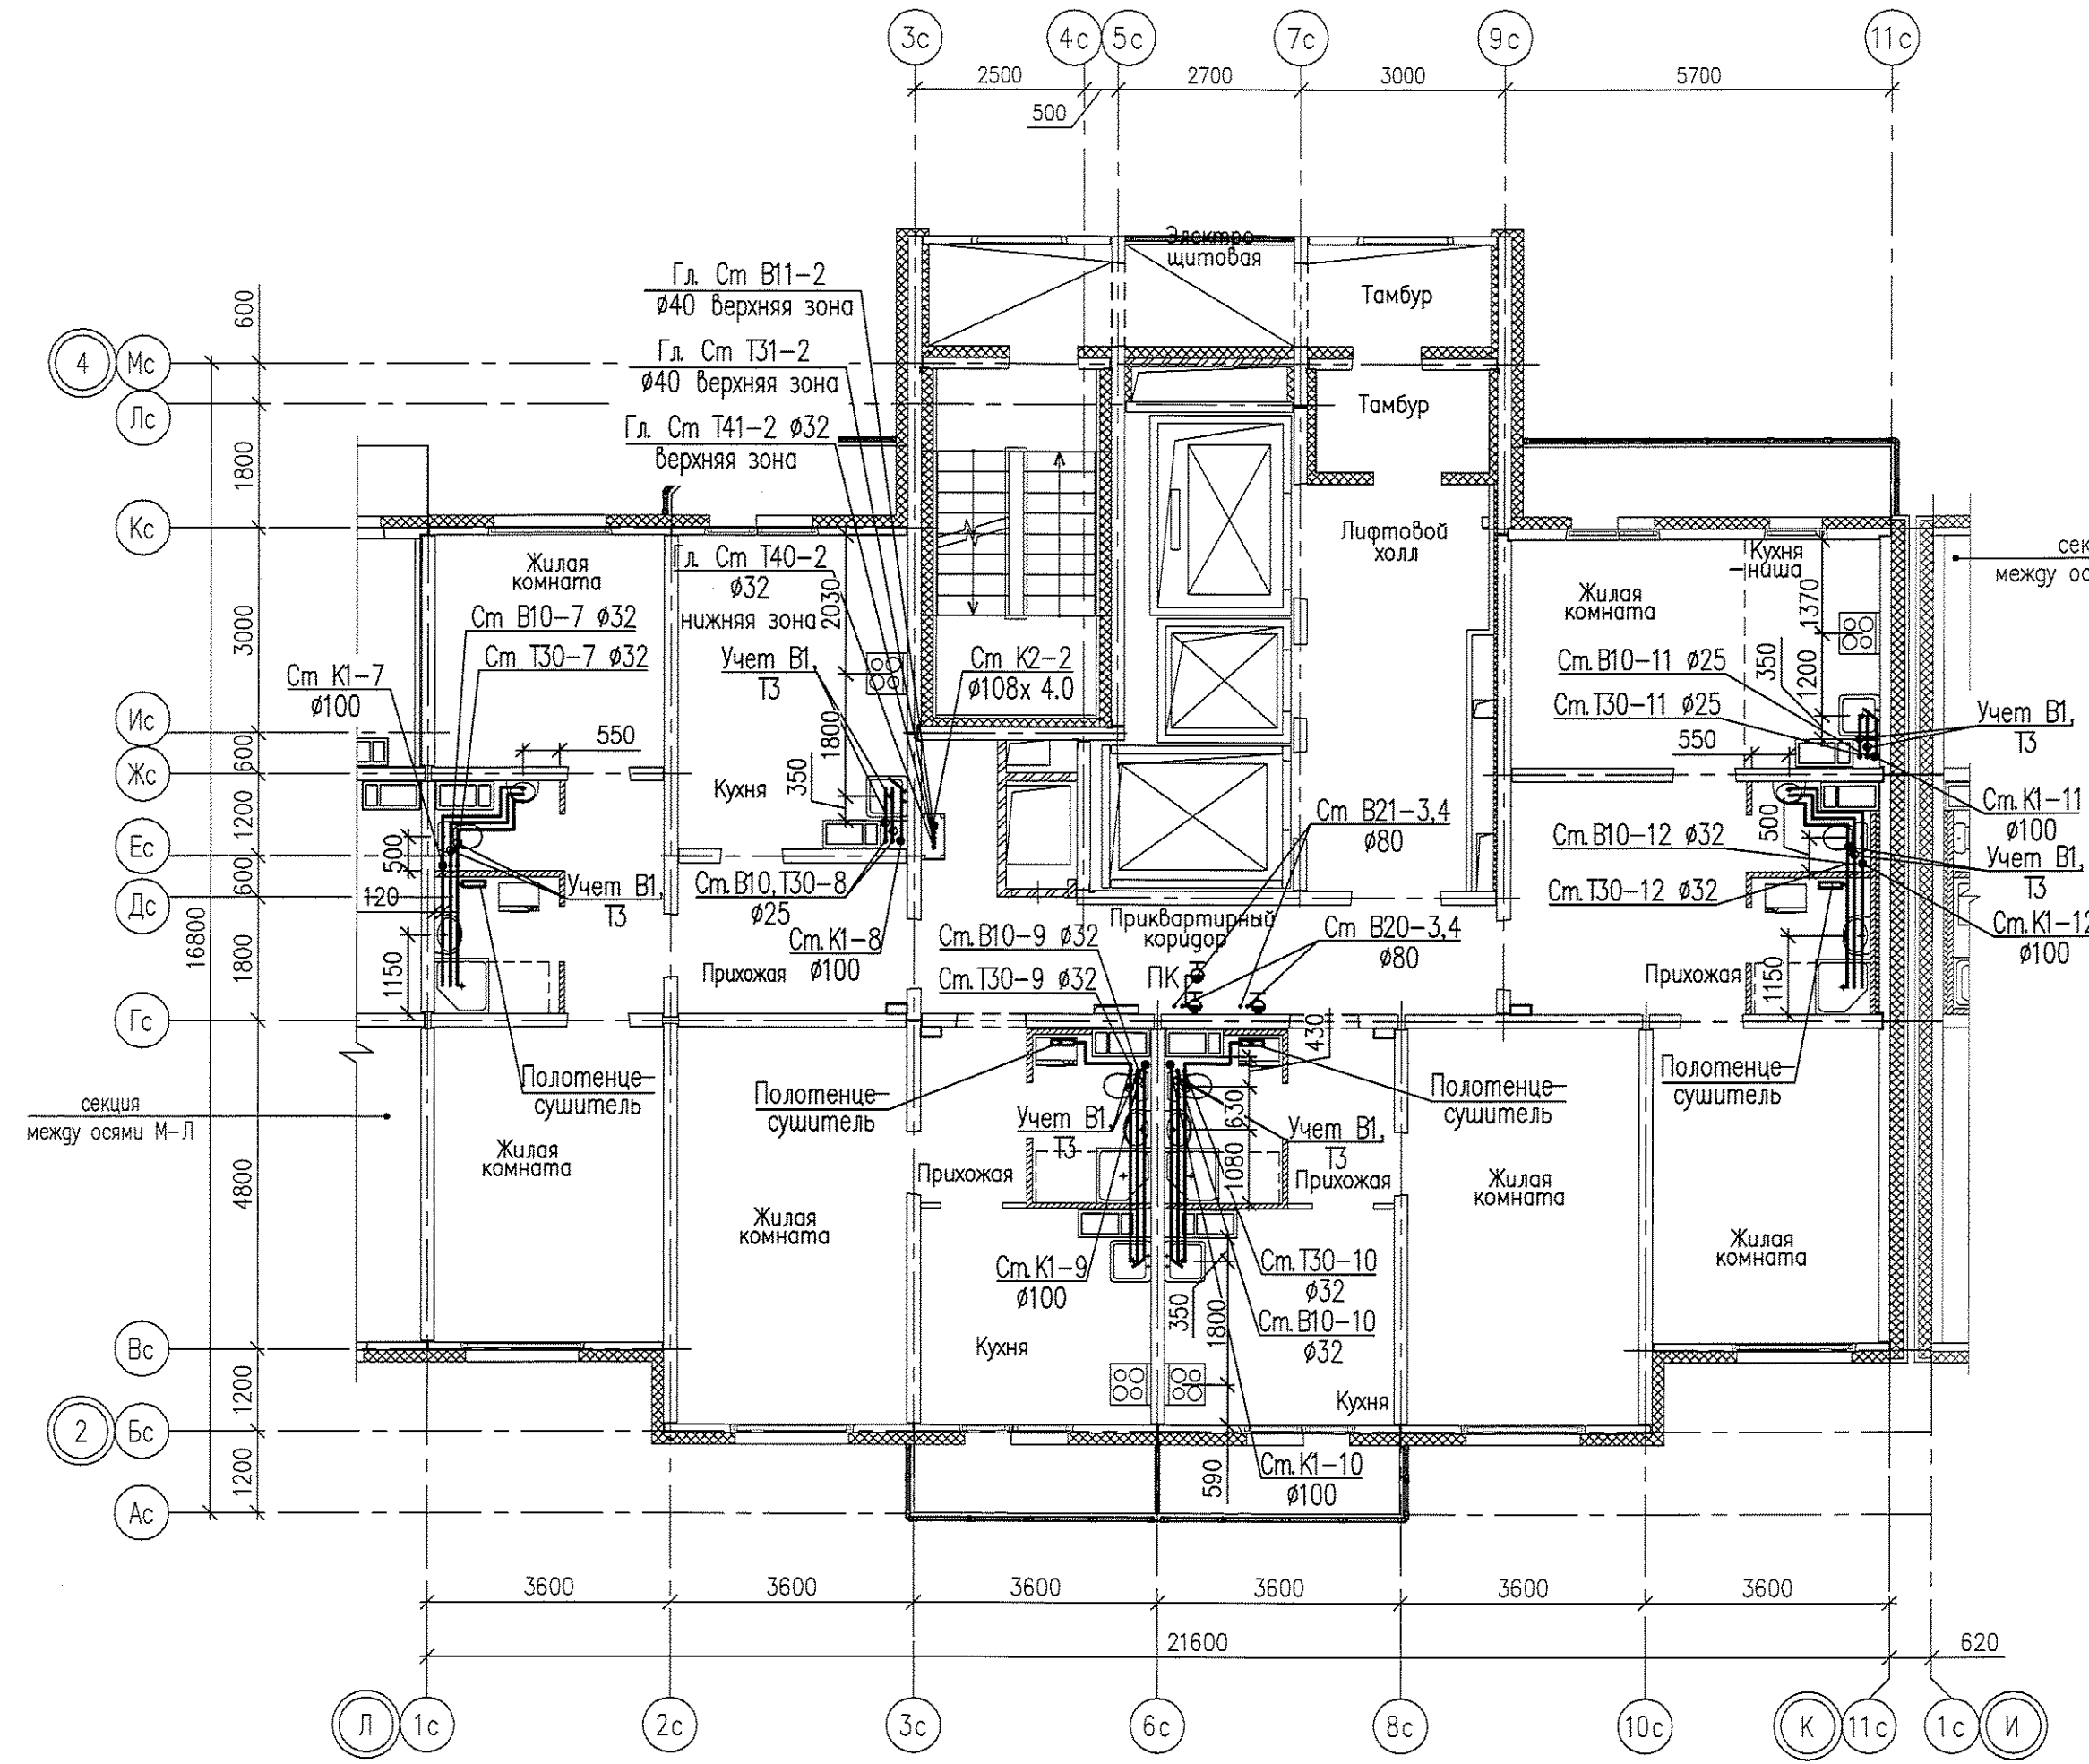 3с
4с
5с
7с
9с
11с
2500
2700
3000
5700
500
Электро
щитовая
Тамбур
Гл. Ст В11-2
ø40 верхняя зона
Гл. Ст Т31-2
ø40 верхняя зона
Гл. Ст Т41-2 ø32
верхняя зона
Тамбур
4
Мс
Лс
Кс
Ис
Жс
Ес
Дс
Гс
Вс
2
Бс
Ас
600
1800
3000
600
1200
600
1800
4800
1200
1200
16800
Жилая
комната
Гл. Ст Т40-2
ø32
нижняя зона
2030
Лифтовой
холл
Кухня
ниша
Жилая
комната
1370
сек
между ос
Ст В10-7 ø32
Ст Т30-7 ø32
Ст К1-7
ø100
Учет В1,
Т3
Ст К2-2
ø108х 4.0
Ст.В10-11 ø25
Ст.Т30-11 ø25
350
1200
Учет В1,
Т3
550
1800
350
Кухня
550
Ст.К1-11
ø100
500
120
1150
Учет В1,
Т3
Ст.В10,Т30-8
ø25
Ст.К1-8
ø100
Прихожая
Ст В21-3,4
ø80
Приквартирный
коридор
Ст В20-3,4
ø80
ПК
Ст.В10-9 ø32
Ст.Т30-9 ø32
500
Ст.В10-12 ø32
Ст.Т30-12 ø32
Учет В1,
Т3
Ст.К1-12
ø100
Прихожая
1150
430
Полотенце-
сушитель
Полотенце-
сушитель
Полотенце-
сушитель
Полотенце-
сушитель
секция
между осями М-Л
Жилая
комната
Учет В1,
Т3
630
1080
Учет В1,
Т3
Прихожая
Прихожая
Жилая
комната
Жилая
комната
Жилая
комната
Ст.К1-9
ø100
Ст.Т30-10
ø32
350
1800
Ст.В10-10
ø32
Кухня
Кухня
Ст.К1-10
ø100
590
3600
3600
3600
3600
3600
3600
21600
620
Л
1с
2с
3с
6с
8с
10с
К
11с
1с
И